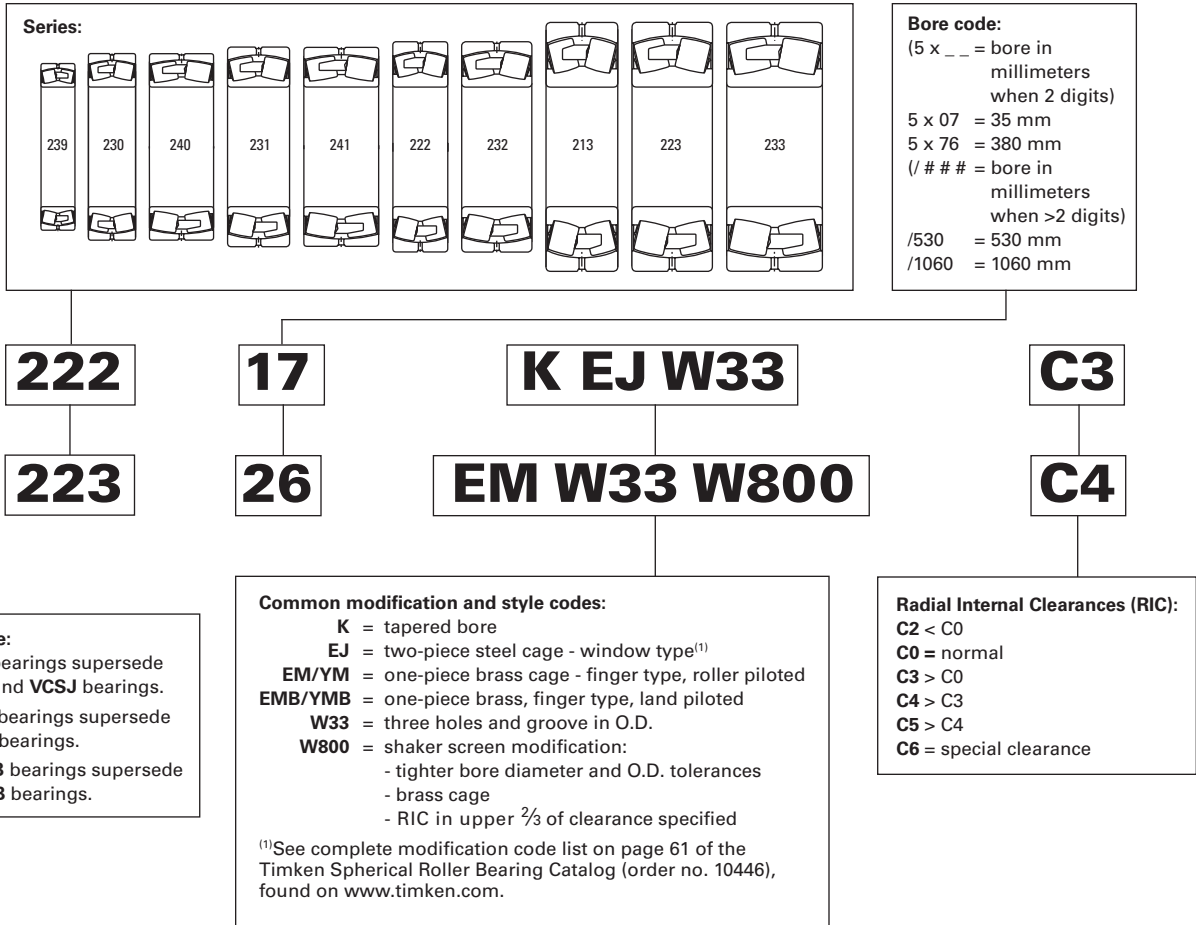 Series:
239 230 240 231 241 222 232 213 223 233
Bore code:
(5 x _ _ = bore in
millimeters
when 2 digits)
5 x 07 = 35 mm
5 x 76 = 380 mm
(/ # # # = bore in
millimeters
when >2 digits)
/530 = 530 mm
/1060 = 1060 mm
222 17 K EJ W33 C3
223 26 EM W33 W800 C4
e:
earings supersede
nd VCSJ bearings.
bearings supersede
bearings.
3 bearings supersede
B bearings.
Common modification and style codes:
K = tapered bore
EJ = two-piece steel cage - window type(1)
EM/YM = one-piece brass cage - finger type, roller piloted
EMB/YMB = one-piece brass, finger type, land piloted
W33 = three holes and groove in O.D.
W800 = shaker screen modification:
- tighter bore diameter and O.D. tolerances
- brass cage
- RIC in upper 2/3 of clearance specified
(1)See complete modification code list on page 61 of the
Timken Spherical Roller Bearing Catalog (order no. 10446),
found on www.timken.com.
Radial Internal Clearances (RIC):
C2 < C0
C0 = normal
C3 > C0
C4 > C3
C5 > C4
C6 = special clearance